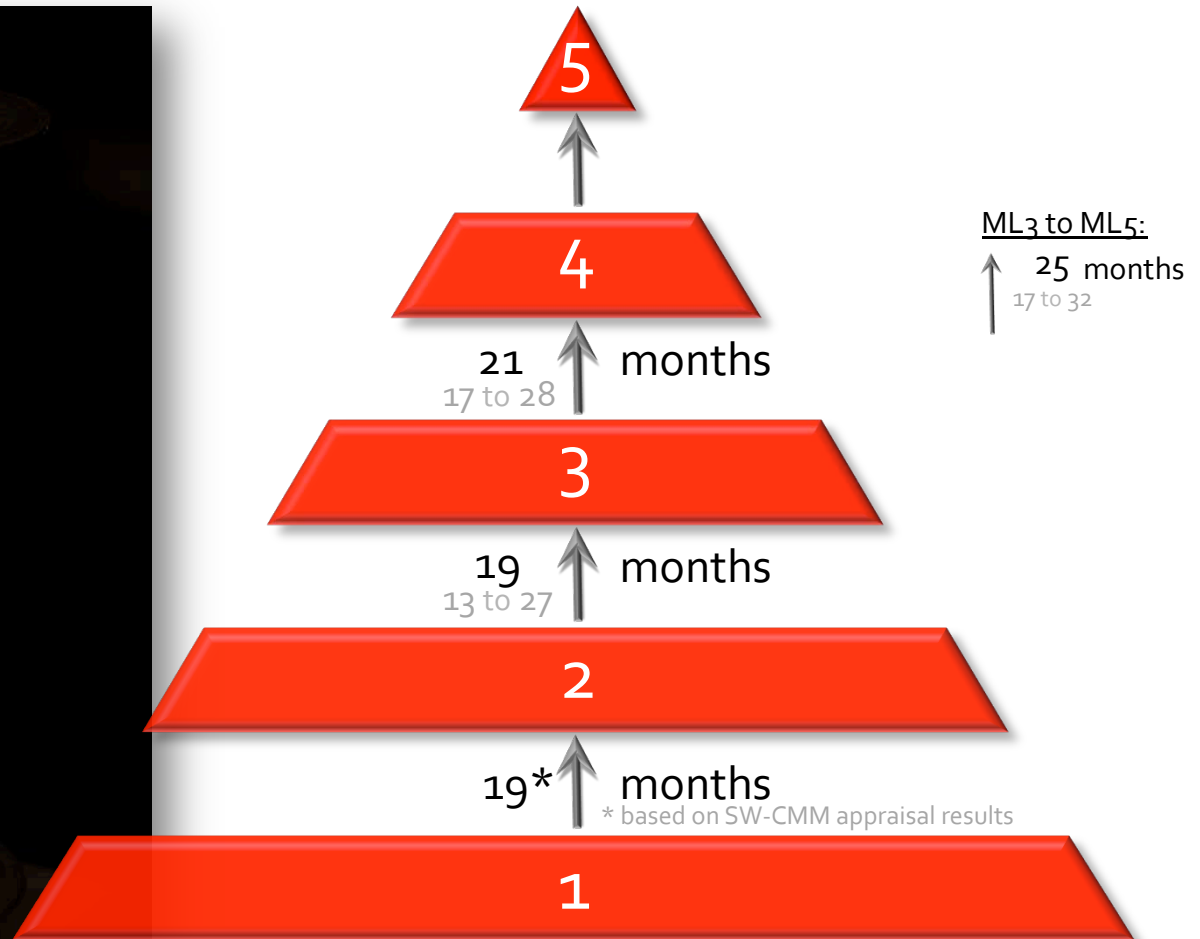 5
4
ML3 to ML5:
25 months
17 to 32
21 months
17 to 28
3
19 months
13 to 27
2
19* months
* based on SW-CMM appraisal results
1